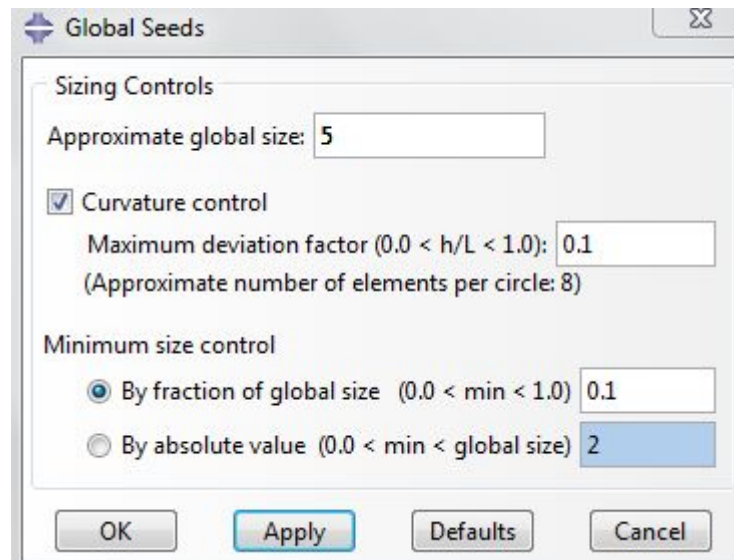 Global Seeds
Sizing Controls
Approximate global size: 5
Curvature control
Maximum deviation factor (0.0 < h/L < 1.0): 0.1
(Approximate number of elements per circle: 8)
Minimum size control
By fraction of global size (0.0 < min < 1.0) 0.1
By absolute value (0.0 < min < global size) 2
OK Apply Defaults Cancel